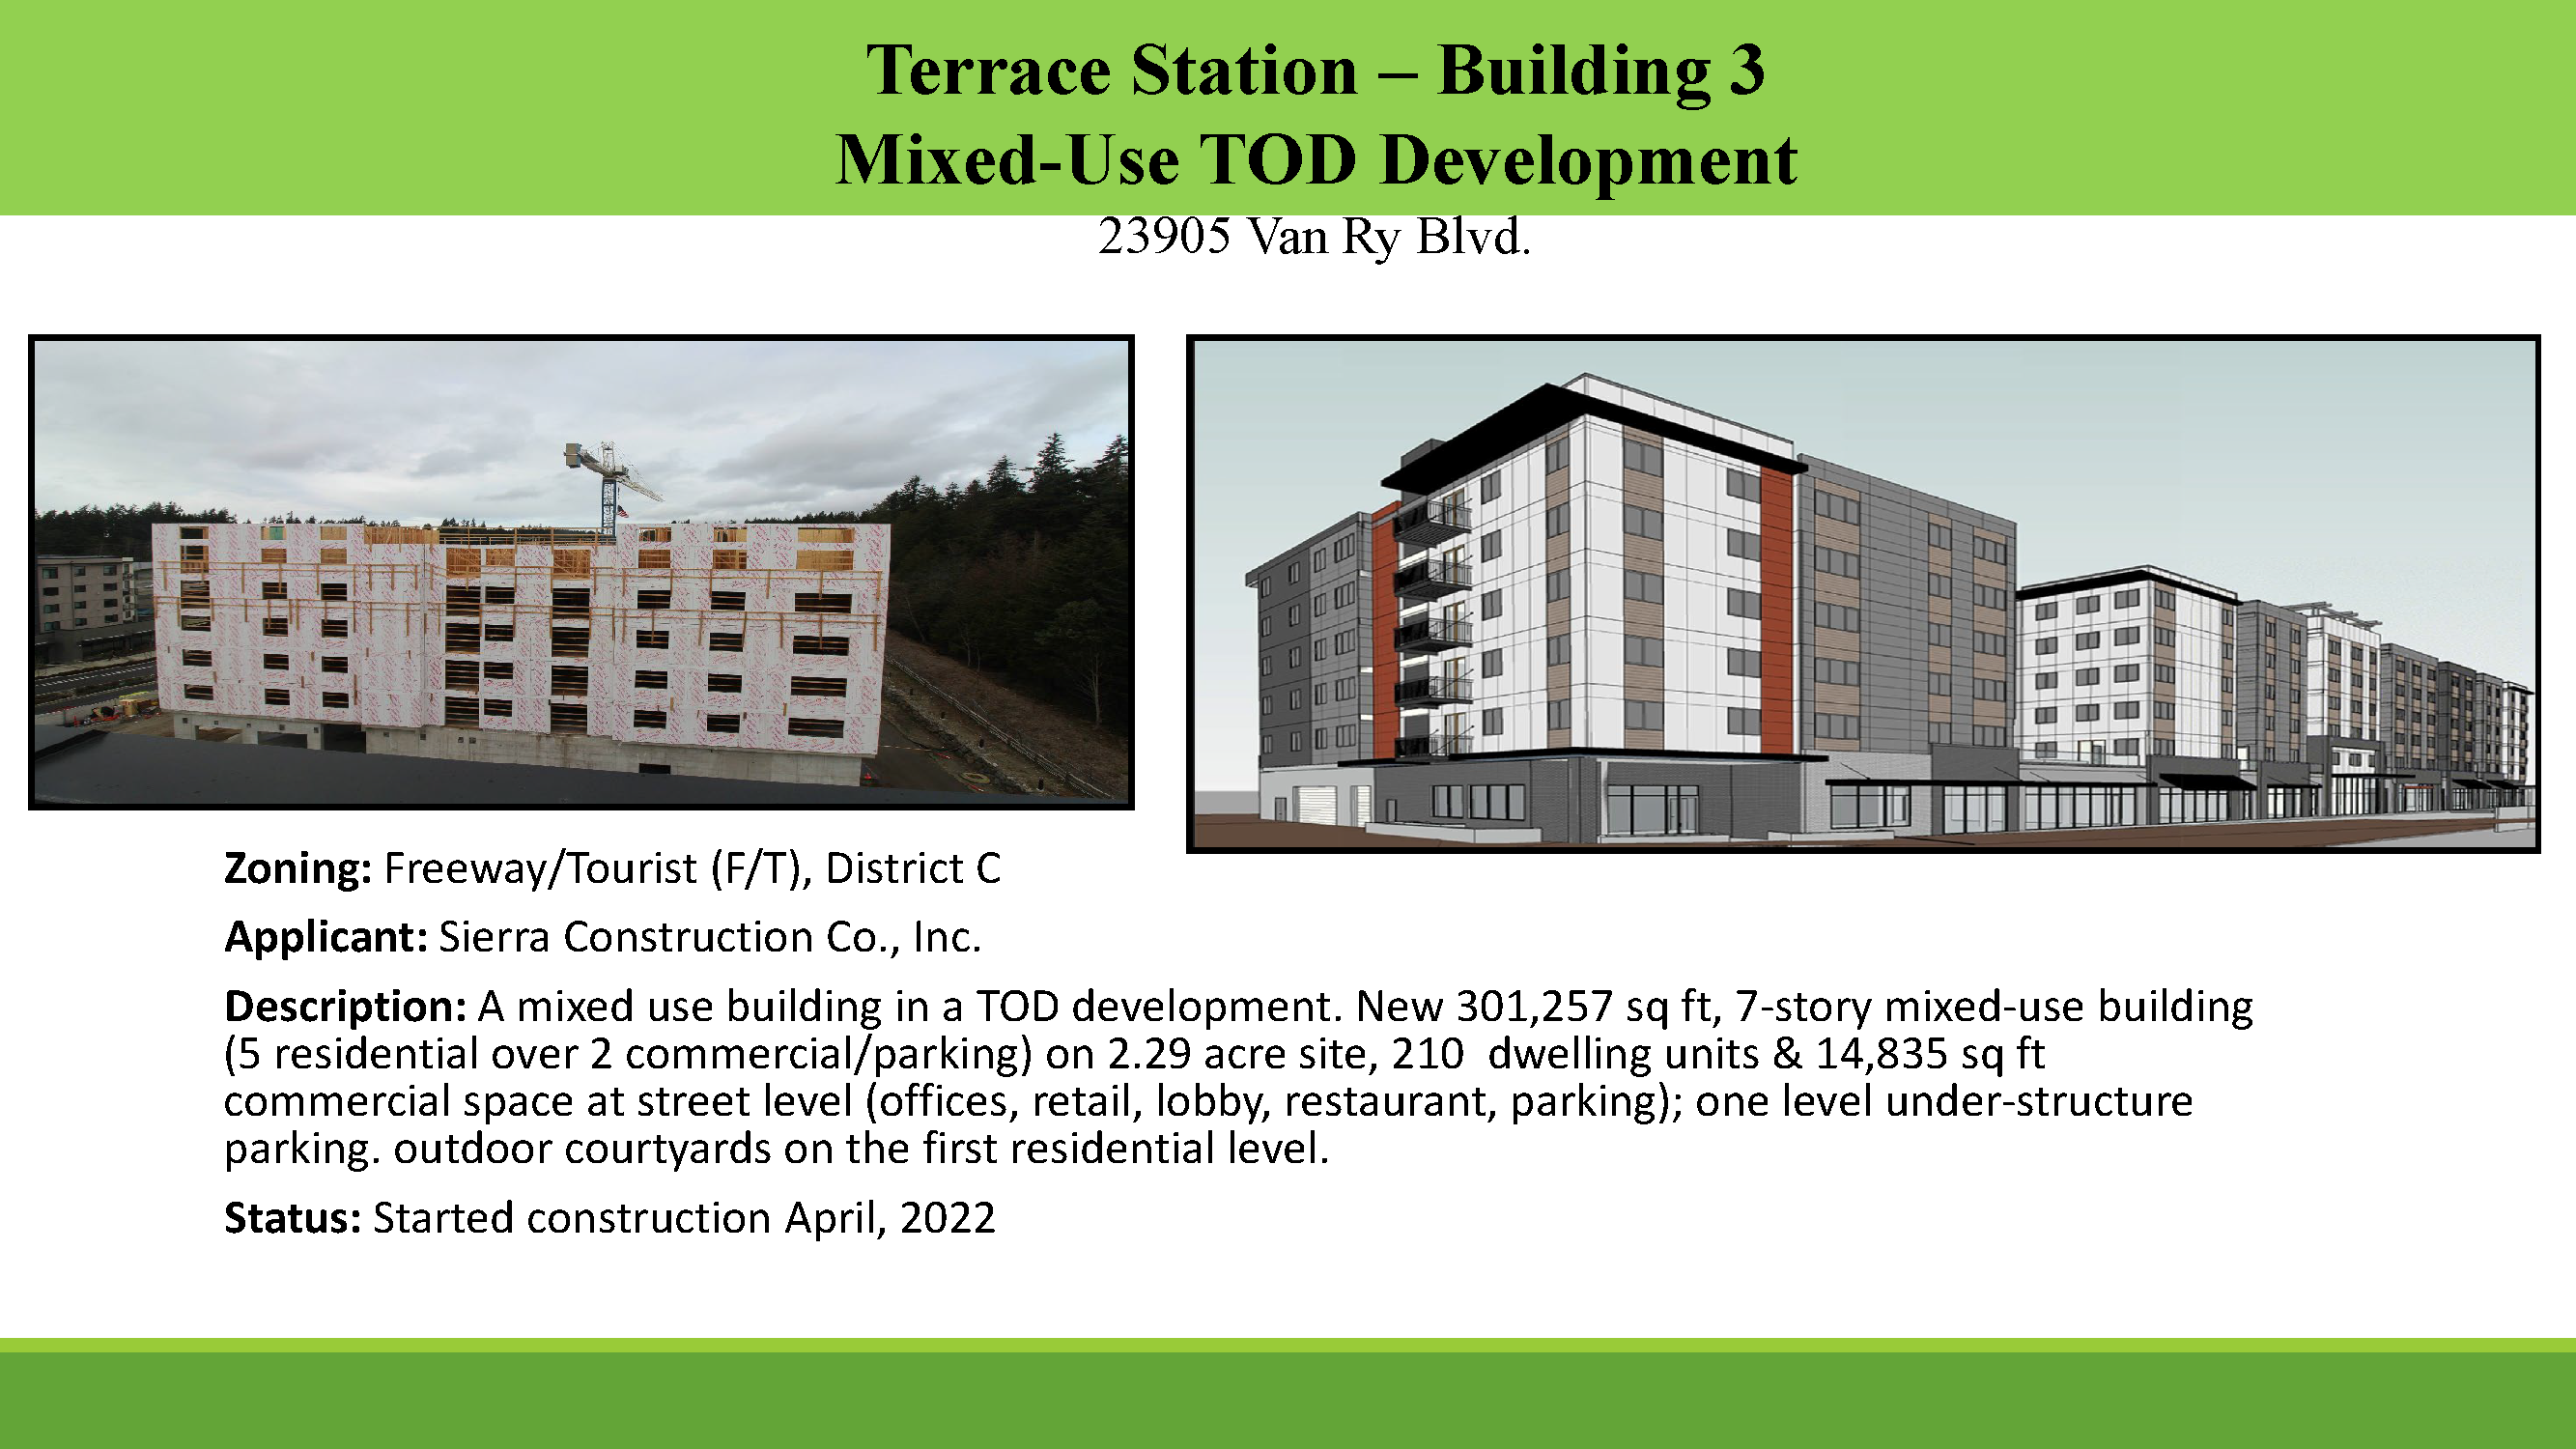 Terrace Station – Building 3
Mixed-Use TOD Development
23905 Van Ry Blvd.
Zoning: Freeway/Tourist (F/T), District C
Applicant: Sierra Construction Co., Inc.
Description: A mixed use building in a TOD development. New 301,257 sq ft, 7-story mixed-use building
(5 residential over 2 commercial/parking) on 2.29 acre site, 210  dwelling units & 14,835 sq ft
commercial space at street level (offices, retail, lobby, restaurant, parking); one level under-structure
parking. outdoor courtyards on the first residential level.
Status: Started construction April, 2022